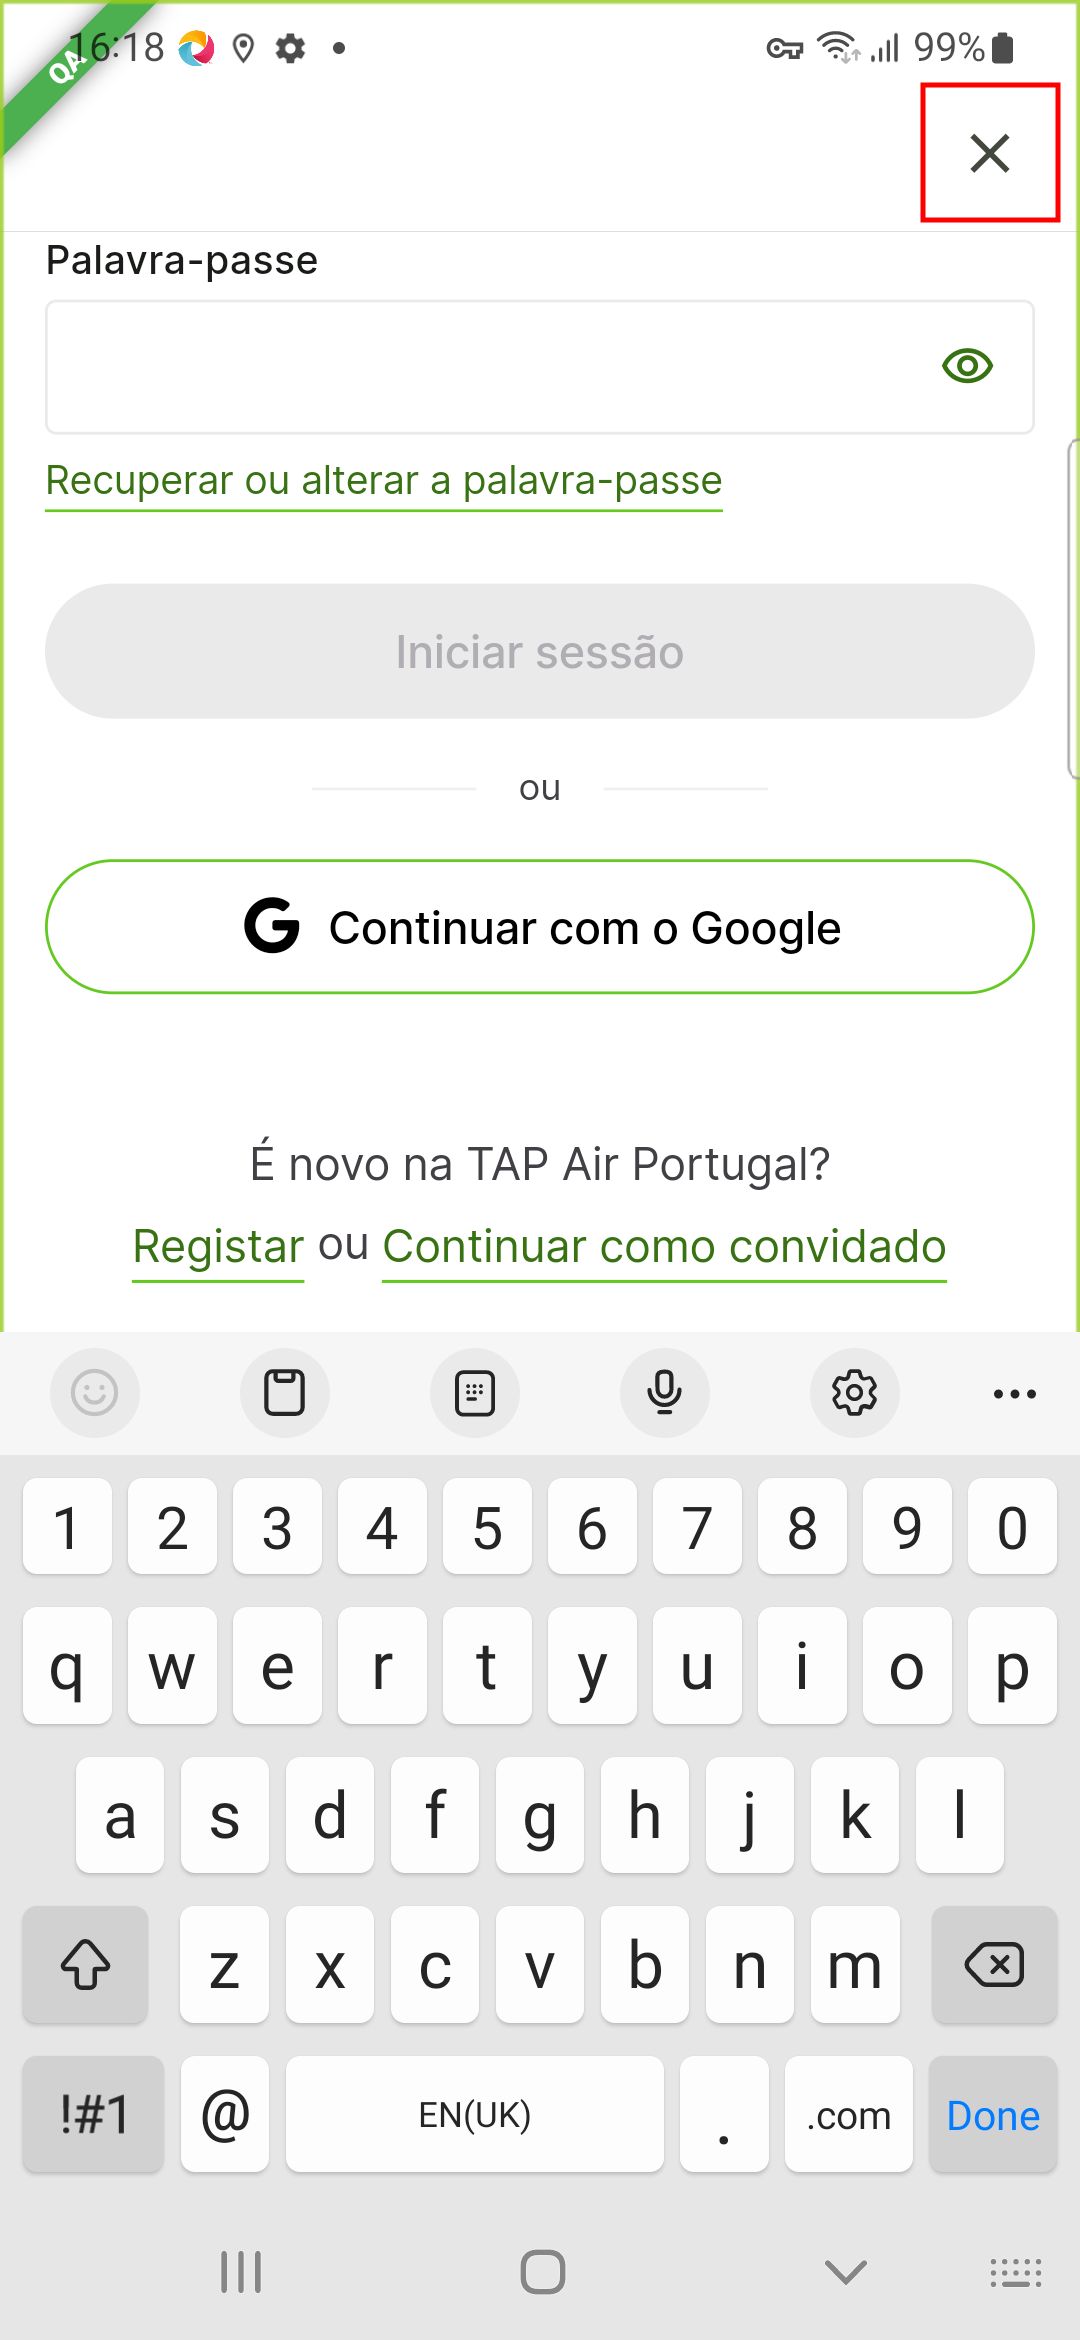 16:18 99%
QA
Palavra-passe
Recuperar ou alterar a palavra-passe
Iniciar sessão
ou
Continuar com o Google
É novo na TAP Air Portugal?
Registar ou Continuar como convidado
1 2 3 4 5 6 7 8 9 0
q w e r t y u i o p
a s d f g h j k l
z x c v b n m
!#1 @ EN(UK) . .com Done